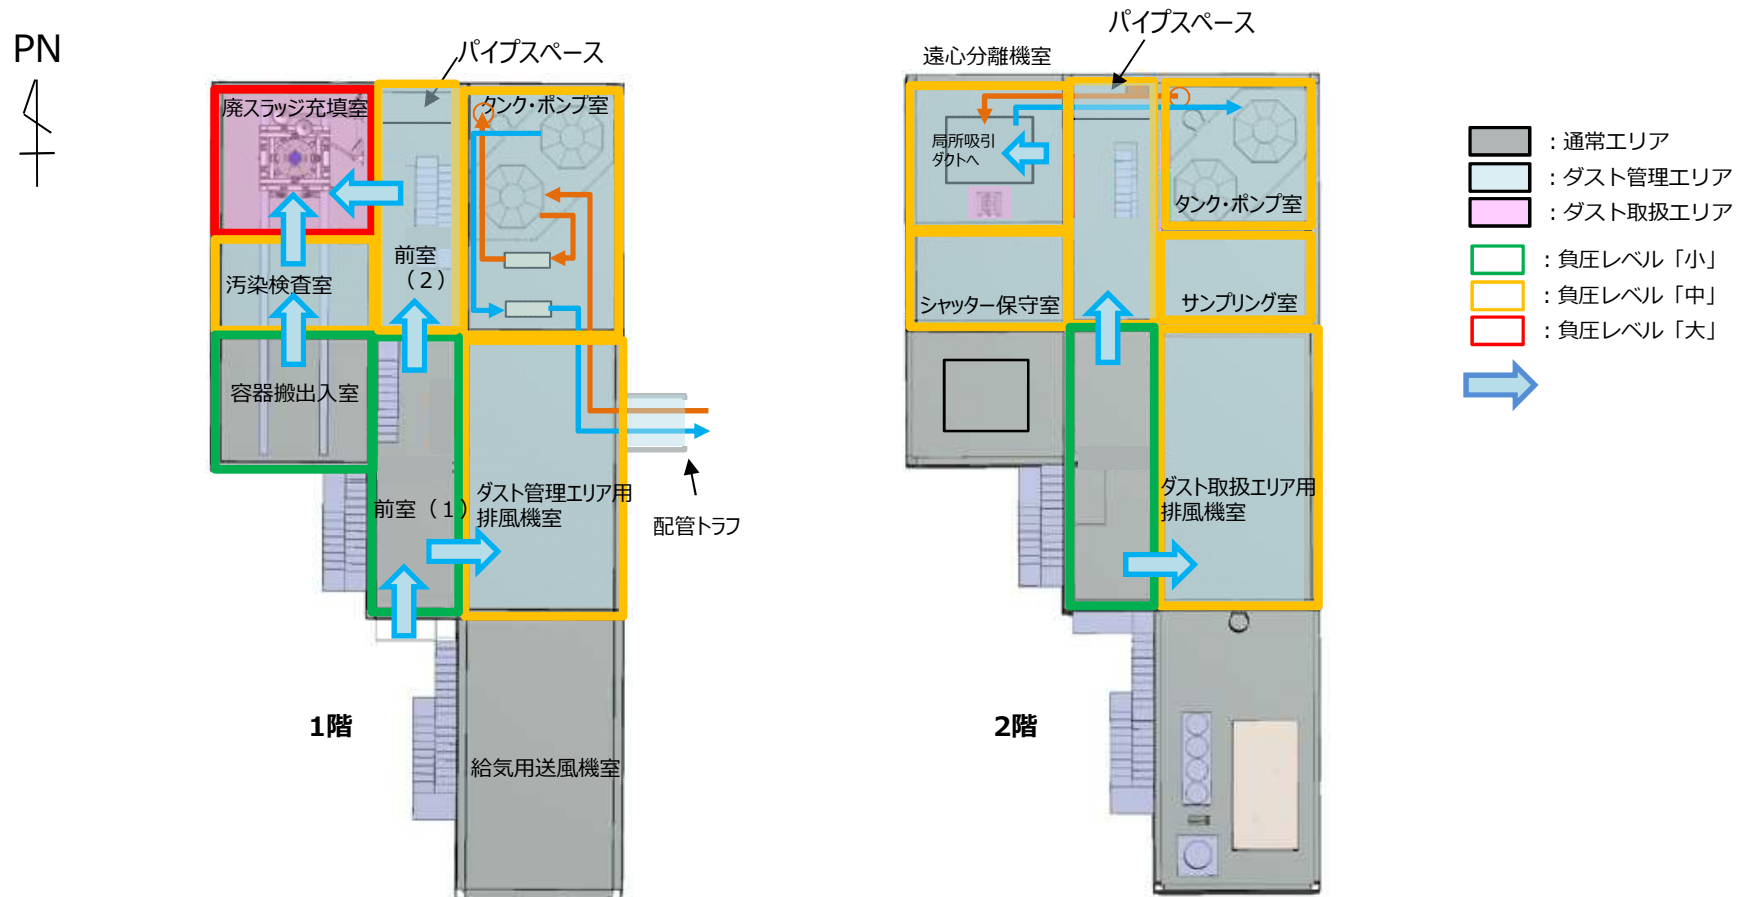 PN
パイプスペース
廃スラッジ充填室
タンク・ポンプ室
前室
（２）
汚染検査室
容器搬出入室
前室（１）
ダスト管理エリア用
排風機室
配管トラフ
1階
給気用送風機室
パイプスペース
遠心分離機室
局所吸引
ダクトへ
タンク・ポンプ室
シャッター保守室
サンプリング室
ダスト取扱エリア用
排風機室
2階
：通常エリア
：ダスト管理エリア
：ダスト取扱エリア
：負圧レベル「小」
：負圧レベル「中」
：負圧レベル「大」